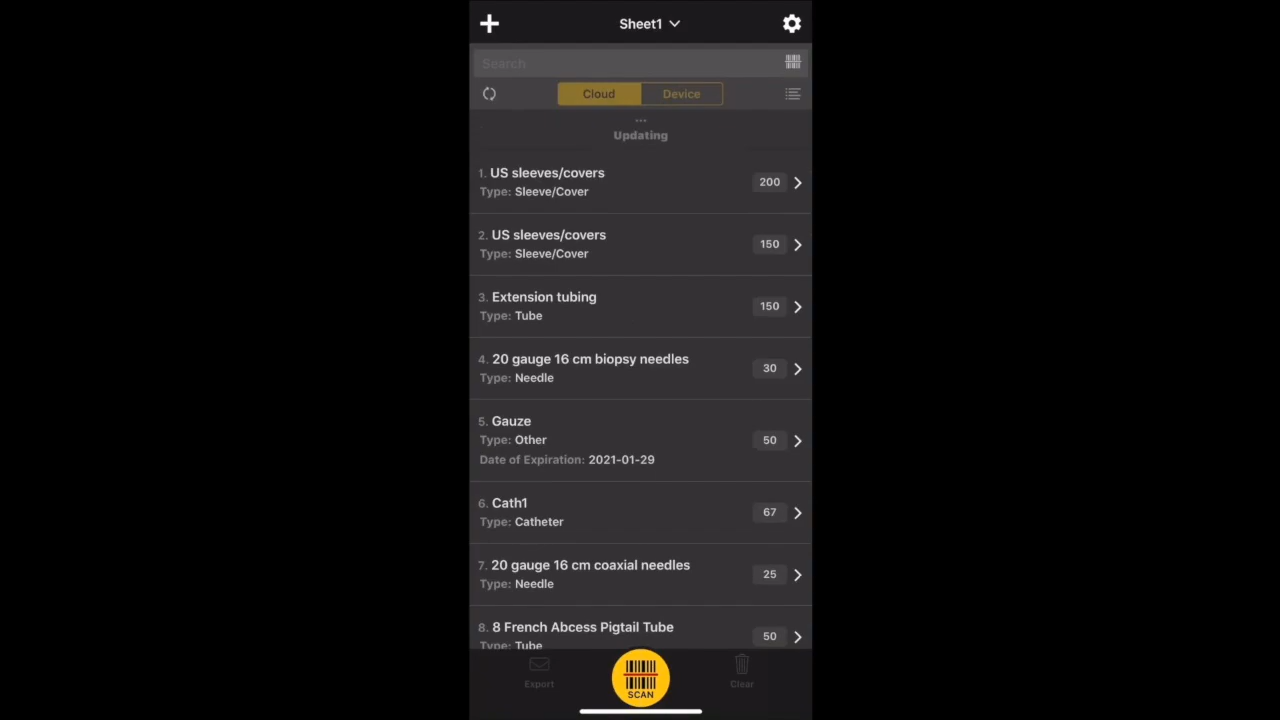 Sheet1
Search
Cloud Device
...
Updating
1. US sleeves/covers
Type: Sleeve/Cover
200
2. US sleeves/covers
Type: Sleeve/Cover
150
3. Extension tubing
Type: Tube
150
4. 20 gauge 16 cm biopsy needles
Type: Needle
30
5. Gauze
Type: Other
Date of Expiration: 2021-01-29
50
6. Cath1
Type: Catheter
67
7. 20 gauge 16 cm coaxial needles
Type: Needle
25
8. 8 French Abcess Pigtail Tube
Type: Tube
50
Export
SCAN
Clear